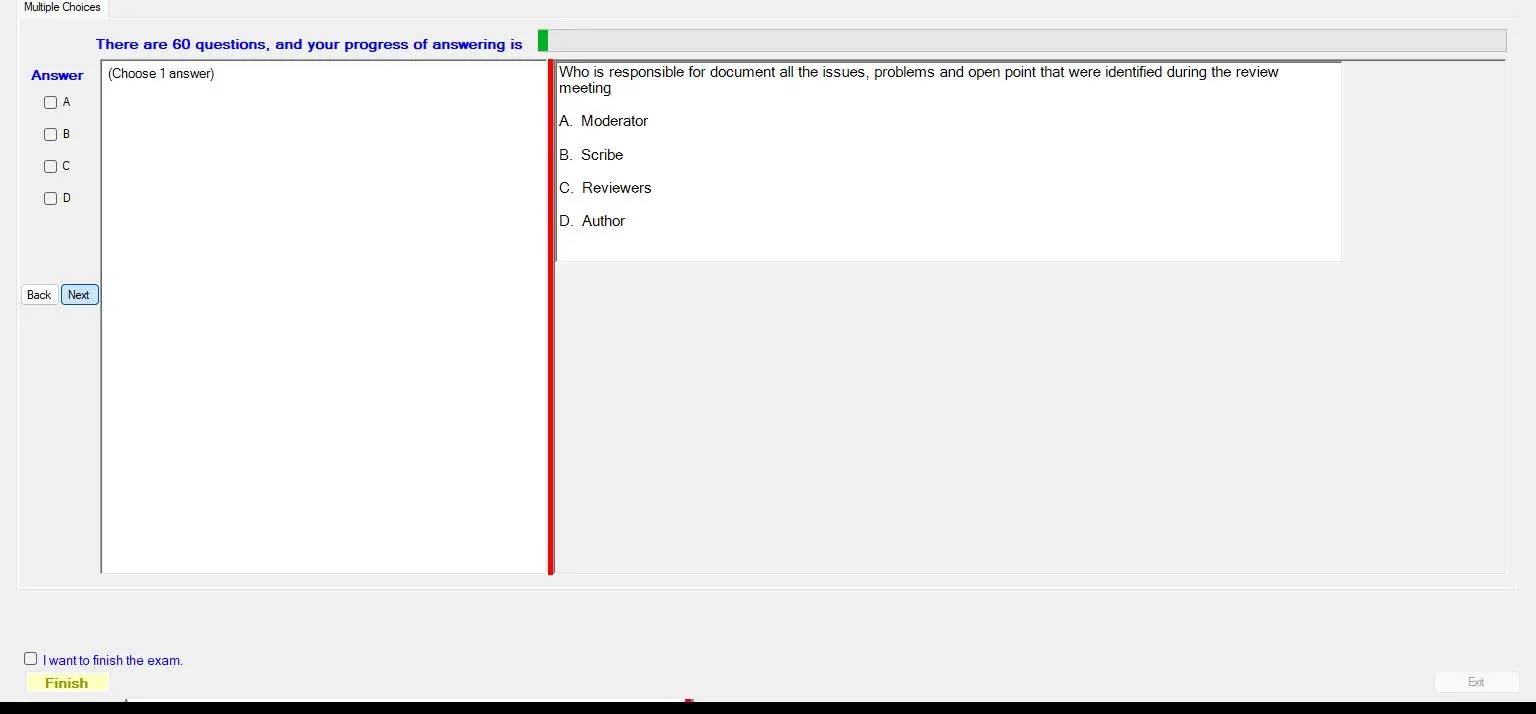 Multiple Choices
There are 60 questions, and your progress of answering is
Answer
(Choose 1 answer)
A
B
C
D
Back Next
Who is responsible for document all the issues, problems and open point that were identified during the review
meeting
A. Moderator
B. Scribe
C. Reviewers
D. Author
I want to finish the exam.
Finish
Exit